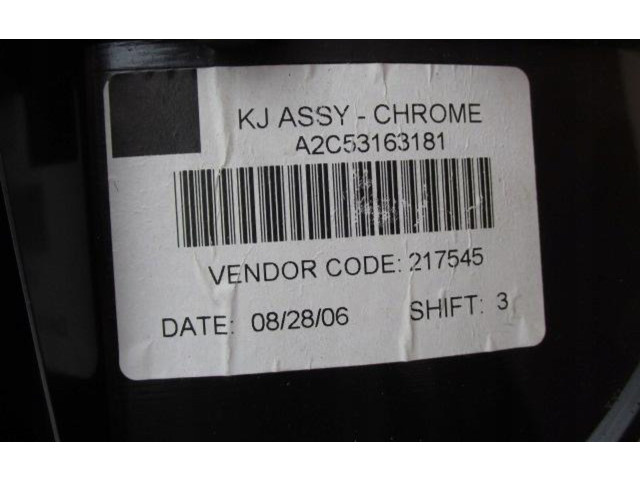 KJ ASSY - CHROME
A2C53163181
VENDOR CODE: 217545
DATE: 08/28/06 SHIFT: 3